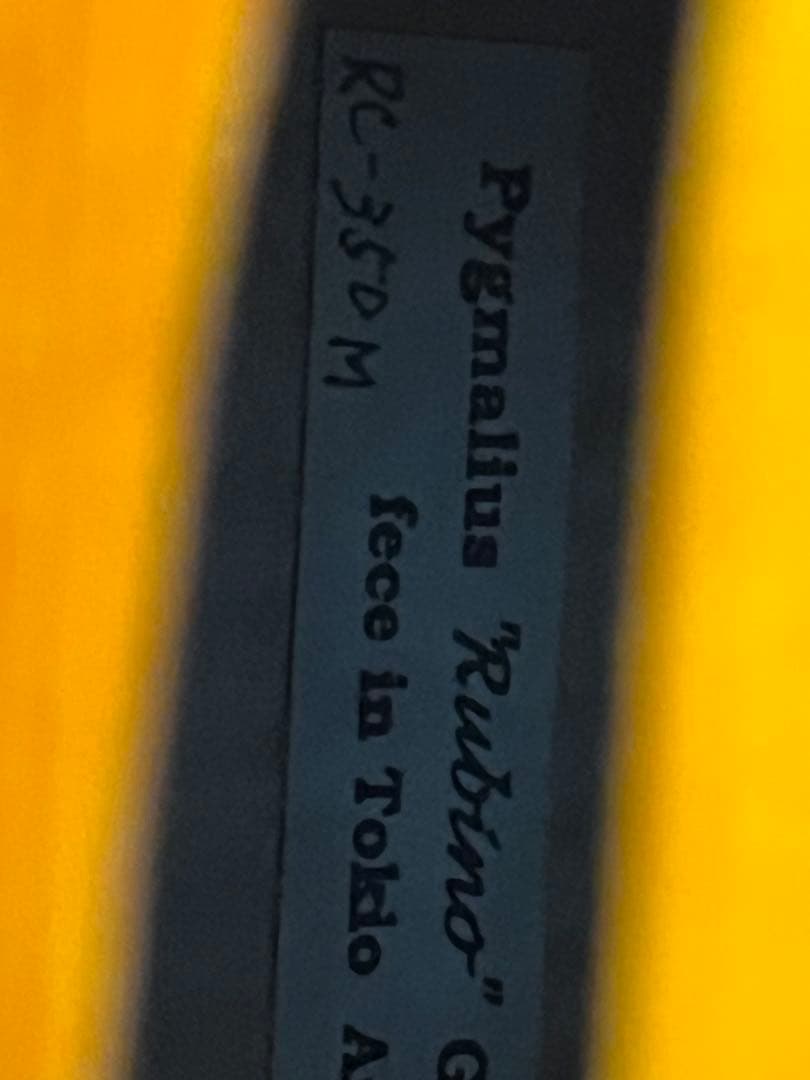 Pygmalius "Rubino" G
fece in Tokio A
RC-350M